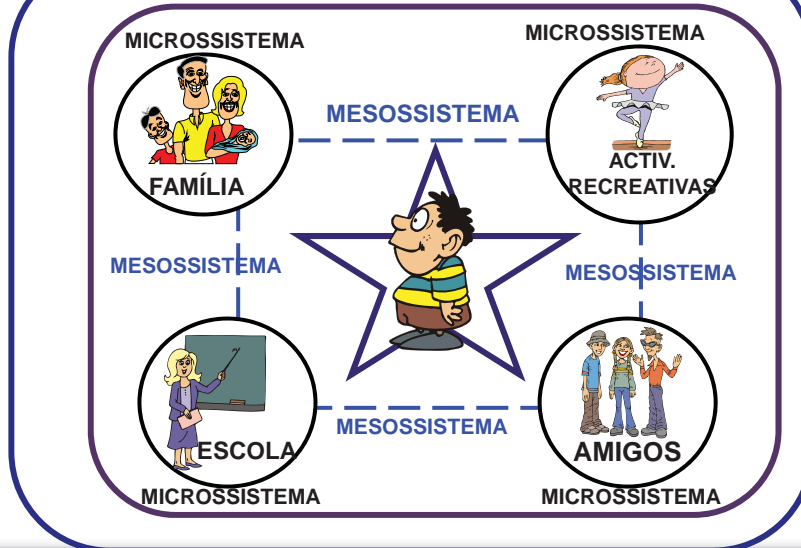 MICROSSISTEMA
MICROSSISTEMA
MESOSSISTEMA
FAMÍLIA
ACTIV.
RECREATIVAS
MESOSSISTEMA
MESOSSISTEMA
MESOSSISTEMA
ESCOLA
AMIGOS
MICROSSISTEMA
MICROSSISTEMA